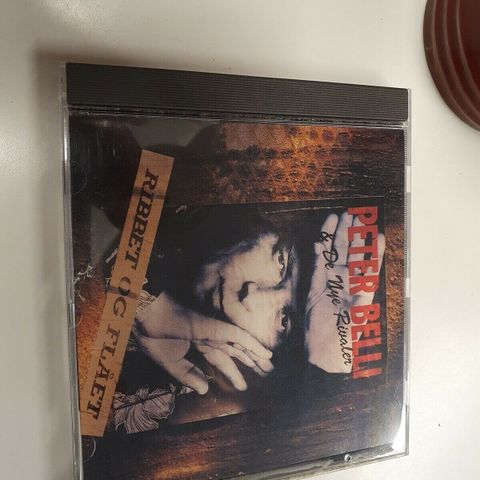 PETER BELLI
& De Nye Rivaler
RIBBET OG FLÅET